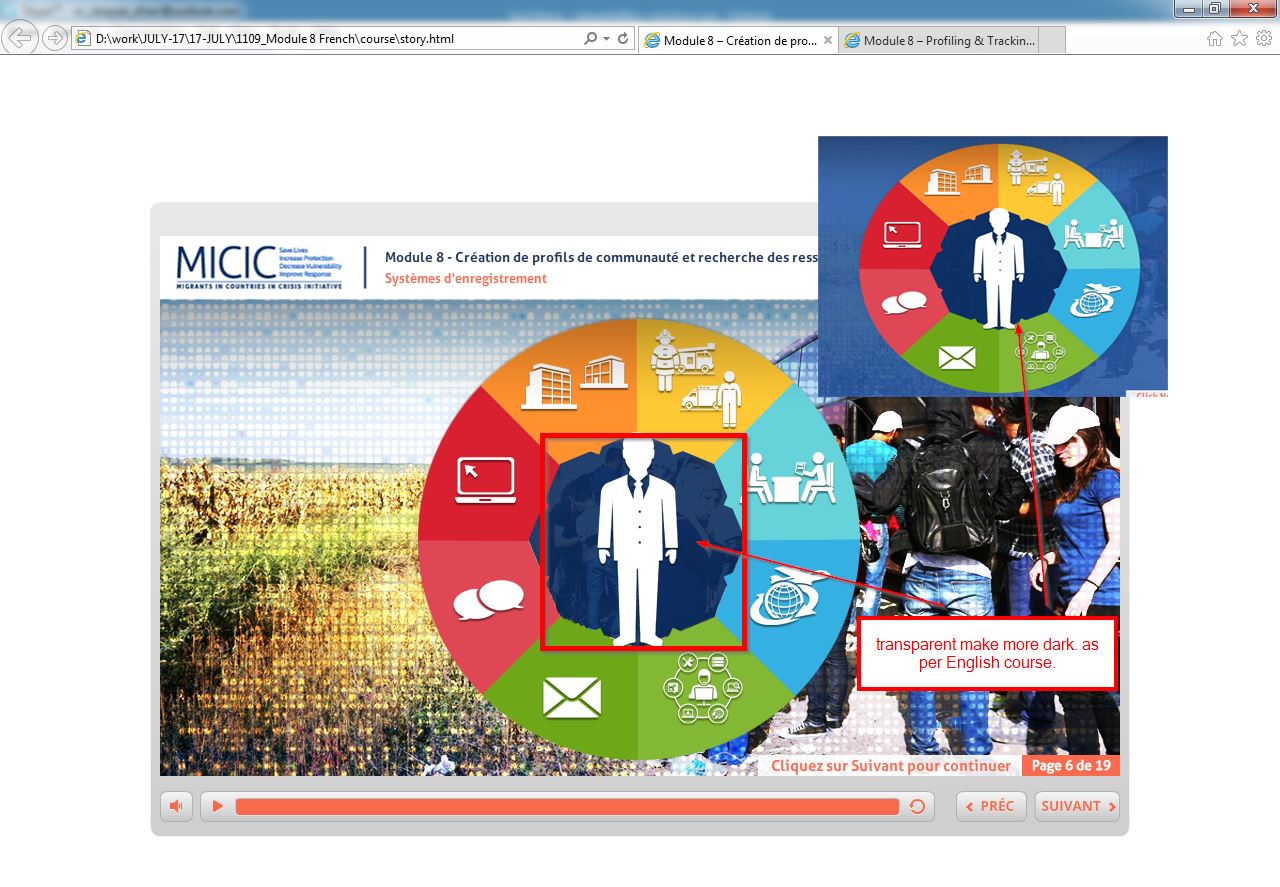 D:\work\JULY-17\17-JULY\1109_Module 8 French\course\story.html
Module 8 – Création de pro...
Module 8 – Profiling & Trackin...
MICIC
Save Lives
Increase Protection
Decrease Vulnerability
Improve Response
MIGRANTS IN COUNTRIES IN CRISIS INITIATIVE
Module 8 - Création de profils de communauté et recherche des ress
Systèmes d'enregistrement
Click N
transparent make more dark. as
per English course.
Cliquez sur Suivant pour continuer
Page 6 de 19
PRÉC
SUIVANT